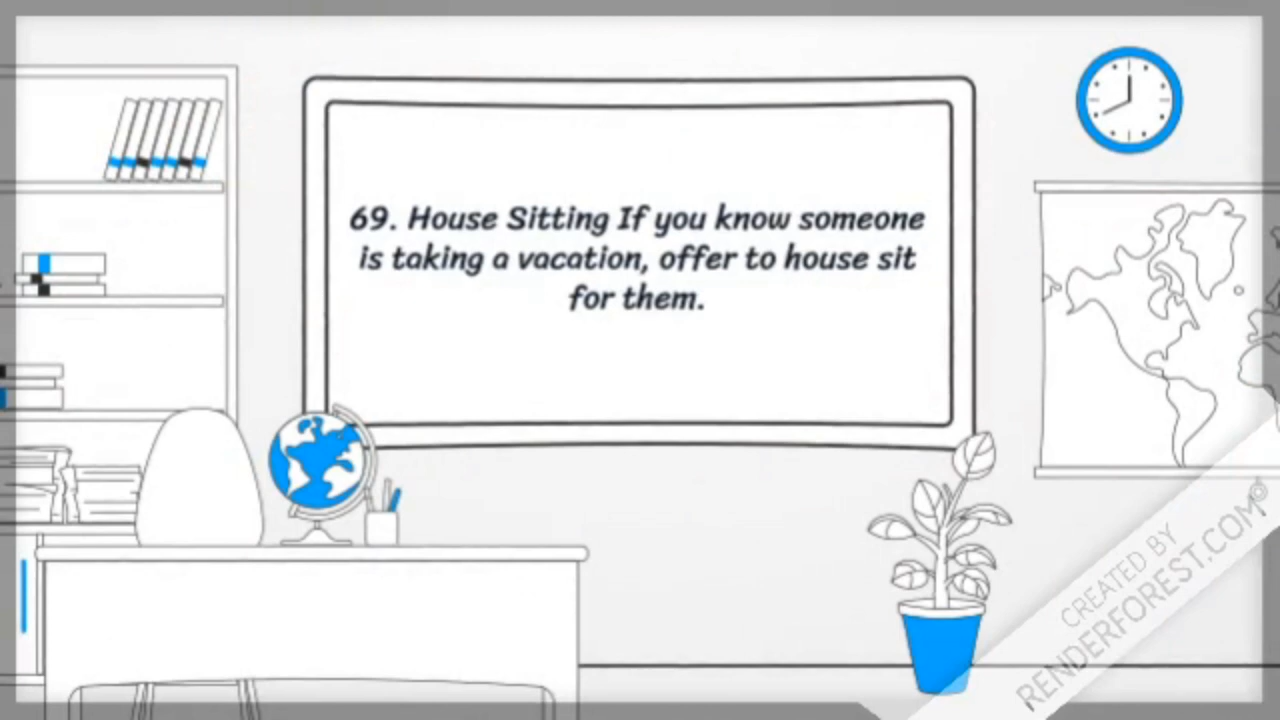 69. House Sitting If you know someone
is taking a vacation, offer to house sit
for them.
CREATED BY
RENDERFOREST.COM